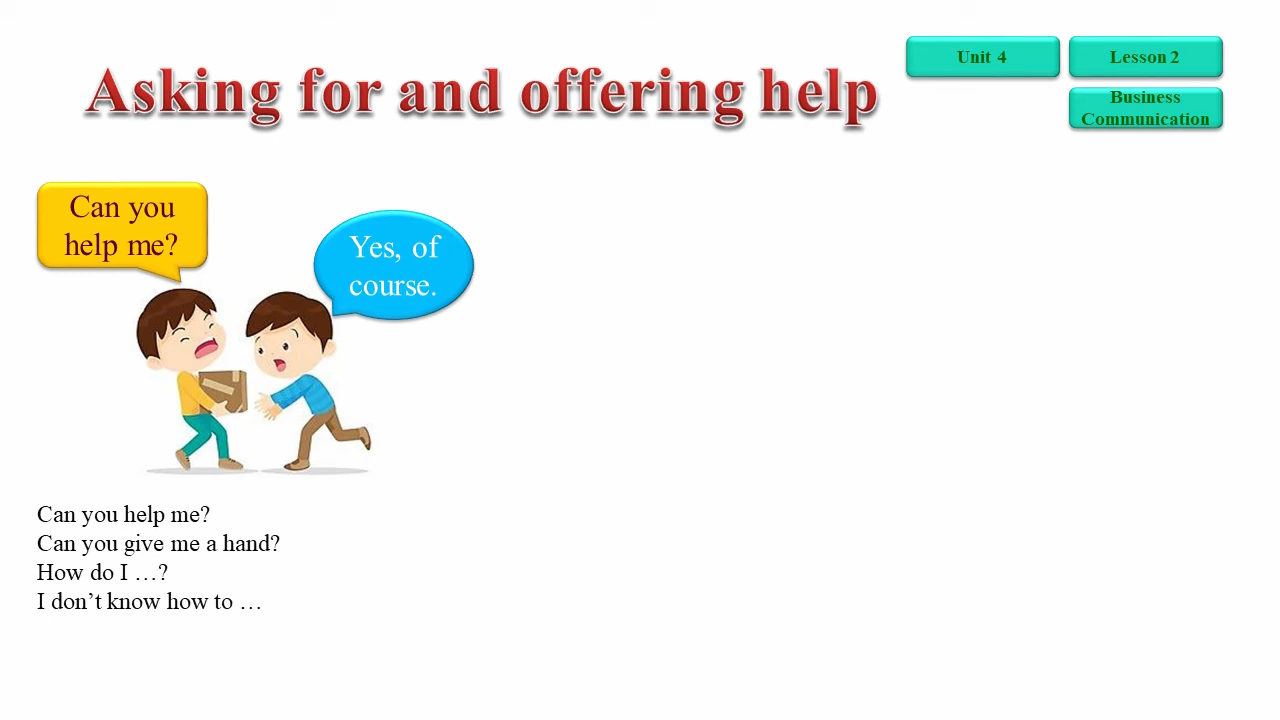 Asking for and offering help
Unit 4
Lesson 2
Business
Communication
Can you
help me?
Yes, of
course.
Can you help me?
Can you give me a hand?
How do I …?
I don’t know how to …